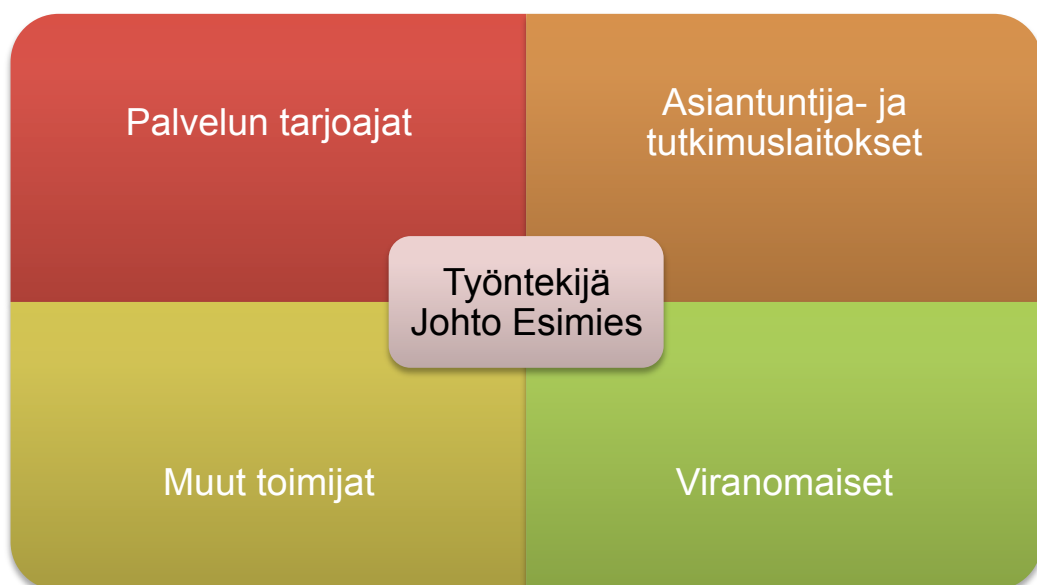 Palvelun tarjoajat
Asiantuntija- ja
tutkimuslaitokset
Työntekijä
Johto Esimies
Muut toimijat
Viranomaiset